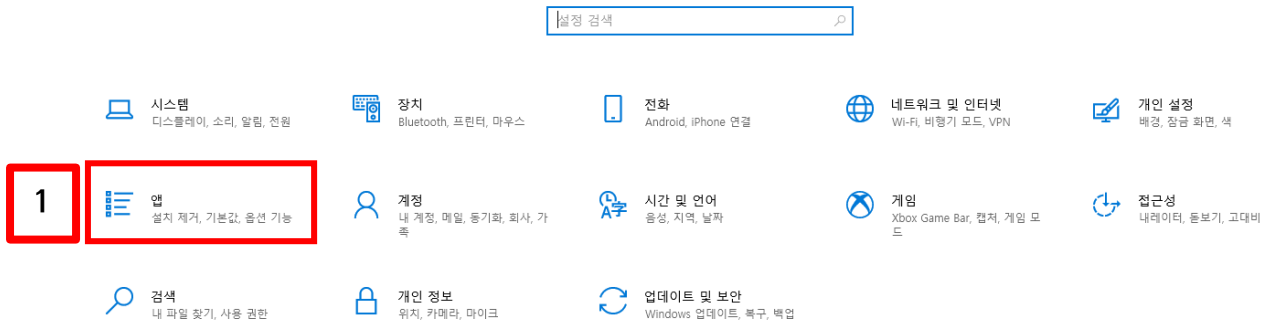 설정 검색
시스템
디스플레이, 소리, 알림, 전원
장치
Bluetooth, 프린터, 마우스
전화
Android, iPhone 연결
네트워크 및 인터넷
Wi-Fi, 비행기 모드, VPN
개인 설정
배경, 잠금 화면, 색
1
앱
설치 제거, 기본값, 옵션 기능
계정
내 계정, 메일, 동기화, 회사, 가
족
시간 및 언어
음성, 지역, 날짜
게임
Xbox Game Bar, 캡처, 게임 모
드
접근성
내레이터, 돋보기, 고대비
검색
내 파일 찾기, 사용 권한
개인 정보
위치, 카메라, 마이크
업데이트 및 보안
Windows 업데이트, 복구, 백업